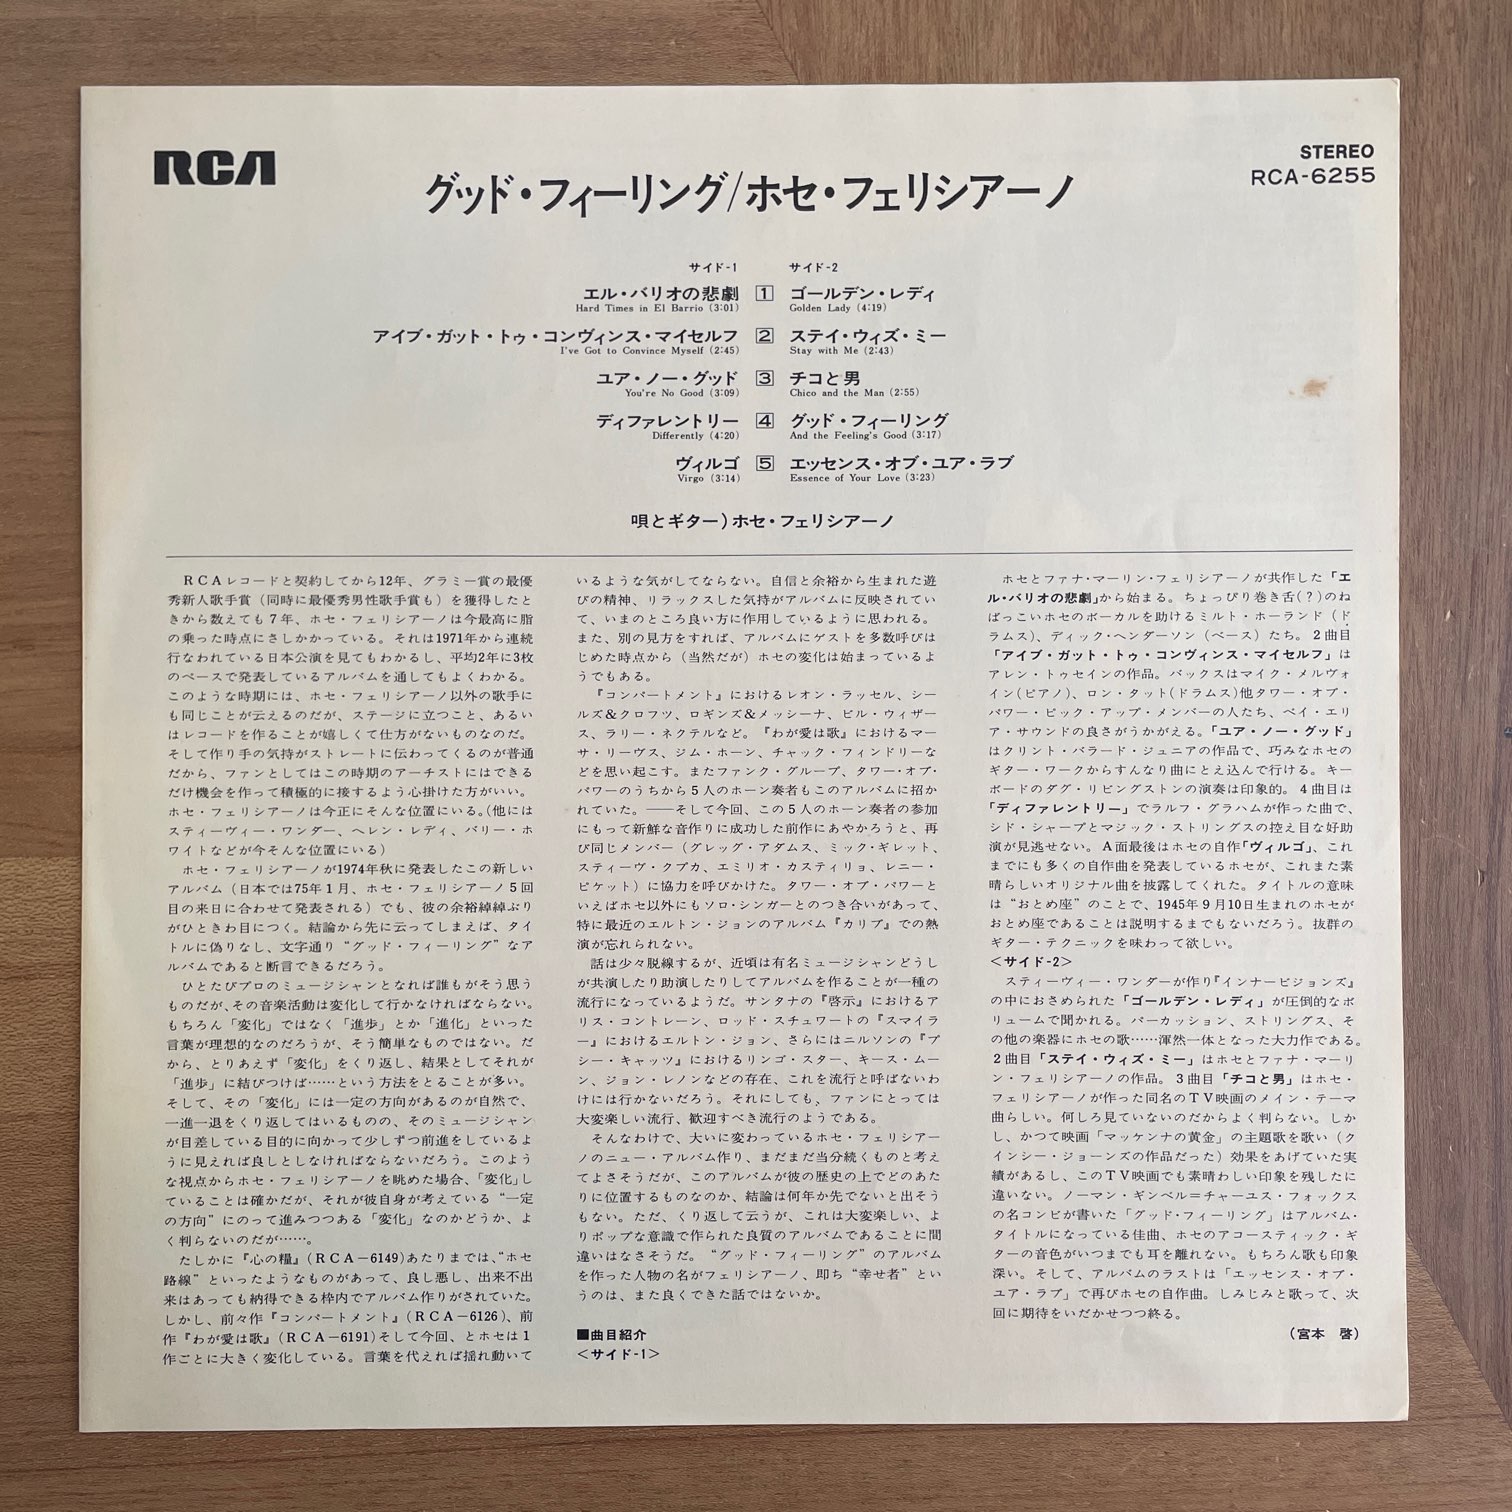 RCA
STEREO
RCA-6255
グッド・フィーリング/ホセ・フェリシアーノ
サイド-1
エル・バリオの悲劇 1
Hard Times in El Barrio (3:01)
アイブ・ガット・トゥ・コンヴィンス・マイセルフ 2
I've Got to Convince Myself (2:45)
ユア・ノー・グッド 3
You're No Good (3:09)
ディファレントリー 4
Differently (4:20)
ヴィルゴ 5
Virgo (3:14)
サイド-2
ゴールデン・レディ
Golden Lady (4:19)
ステイ・ウィズ・ミー
Stay with Me (2:43)
チコと男
Chico and the Man (2:55)
グッド・フィーリング
And the Feeling's Good (3:17)
エッセンス・オブ・ユア・ラブ
Essence of Your Love (3:23)
唄とギター)ホセ・フェリシアーノ
RCAレコードと契約してから12年、グラミー賞の最優
秀新人歌手賞（同時に最優秀男性歌手賞も）を獲得したと
きから数えても7年、ホセ・フェリシアーノは今最高に脂
の乗った時点にさしかかっている。それは1971年から連続
行なわれている日本公演を見てもわかるし、平均2年に3枚
のペースで発表しているアルバムを通してもよくわかる。
このような時期には、ホセ・フェリシアーノ以外の歌手に
も同じことが云えるのだが、ステージに立つこと、あるい
はレコードを作ることが嬉しくて仕方がないものなのだ。
そして作り手の気持がストレートに伝わってくるのが普通
だから、ファンとしてはこの時期のアーチストにはできる
だけ機会を作って積極的に接するよう心掛けた方がいい。
ホセ・フェリシアーノは今正にそんな位置にいる。(他には
スティーヴィー・ワンダー、ヘレン・レディ、バリー・ホ
ワイトなどが今そんな位置にいる）
ホセ・フェリシアーノが1974年秋に発表したこの新しい
アルバム（日本では75年1月、ホセ・フェリシアーノ5回
目の来日に合わせて発表される）でも、彼の余裕綽綽ぶり
がひときわ目につく。結論から先に云ってしまえば、タイ
トルに偽りなし、文字通り“グッド・フィーリング”なア
ルバムであると断言できるだろう。
ひとたびプロのミュージシャンとなれば誰もがそう思う
ものだが、その音楽活動は変化して行かなければならない。
もちろん「変化」ではなく「進歩」とか「進化」といった
言葉が理想的なのだろうが、そう簡単なものではない。だ
から、とりあえず「変化」をくり返し、結果としてそれが
「進歩」に結びつけば……という方法をとることが多い。
そして、その「変化」には一定の方向があるのが自然で、
一進一退をくり返してはいるものの、そのミュージシャン
が目差している目的に向かって少しずつ前進をしているよ
うに見えれば良しとしなければならないだろう。このよう
な視点からホセ・フェリシアーノを眺めた場合、「変化」し
ていることは確かだが、それが彼自身が考えている“一定
の方向”にのって進みつつある「変化」なのかどうか、よ
く判らないのだが……。
たしかに『心の糧』(RCA－6149)あたりまでは、“ホセ
路線”といったようなものがあって、良し悪し、出来不出
来はあっても納得できる枠内でアルバム作りがされていた。
しかし、前々作『コンパートメント』(RCA－6126)、前
作『わが愛は歌』(RCA－6191)そして今回、とホセは1
作ごとに大きく変化している。言葉を代えれば揺れ動いて
いるような気がしてならない。自信と余裕から生まれた遊
びの精神、リラックスした気持がアルバムに反映されてい
て、いまのところ良い方に作用しているように思われる。
また、別の見方をすれば、アルバムにゲストを多数呼びは
じめた時点から（当然だが）ホセの変化は始まっているよ
うでもある。
『コンパートメント』におけるレオン・ラッセル、シー
ルズ&クロフツ、ロギンズ&メッシーナ、ビル・ウィザー
ス、ラリー・ネクテルなど。『わが愛は歌』におけるマー
サ・リーヴス、ジム・ホーン、チャック・フィンドリーな
どを思い起こす。またファンク・グループ、タワー・オブ・
パワーのうちから5人のホーン奏者もこのアルバムに招か
れていた。――そして今回、この5人のホーン奏者の参加
にもって新鮮な音作りに成功した前作にあやかろうと、再
び同じメンバー（グレッグ・アダムス、ミック・ギレット、
スティーヴ・クプカ、エミリオ・カスティリョ、レニー・
ピケット）に協力を呼びかけた。タワー・オブ・パワーと
いえばホセ以外にもソロ・シンガーとのつき合いがあって、
特に最近のエルトン・ジョンのアルバム『カリブ』での熱
演が忘れられない。
話は少々脱線するが、近頃は有名ミュージシャンどうし
が共演したり助演したりしてアルバムを作ることが一種の
流行になっているようだ。サンタナの『啓示』におけるア
リス・コントレーン、ロッド・スチュワートの『スマイラ
ー』におけるエルトン・ジョン、さらにはニルソンの『プ
シー・キャッツ』におけるリンゴ・スター、キース・ムー
ン、ジョン・レノンなどの存在、これを流行と呼ばないわ
けには行かないだろう。それにしても、ファンにとっては
大変楽しい流行、歓迎すべき流行のようである。
そんなわけで、大いに変わっているホセ・フェリシアー
ノのニュー・アルバム作り、まだまだ当分続くものと考え
てよさそうだが、このアルバムが彼の歴史の上でどのあた
りに位置するものなのか、結論は何年か先でないと出そう
もない。ただ、くり返して云うが、これは大変楽しい、よ
りポップな意識で作られた良質のアルバムであることに間
違いはなさそうだ。“グッド・フィーリング”のアルバム
を作った人物の名がフェリシアーノ、即ち“幸せ者”とい
うのは、また良くできた話ではないか。
■曲目紹介
＜サイド-1＞
ホセとファナ・マーリン・フェリシアーノが共作した「エ
ル・バリオの悲劇」から始まる。ちょっぴり巻き舌(？)のね
ばっこいホセのボーカルを助けるミルト・ホーランド（ド
ラムス)、ディック・ヘンダーソン（ベース）たち。2曲目
「アイブ・ガット・トゥ・コンヴィンス・マイセルフ」は
アレン・トゥセインの作品。バックスはマイク・メルヴォ
イン(ピアノ)、ロン・タット(ドラムス)他タワー・オブ・
パワー・ピック・アップ・メンバーの人たち、ベイ・エリ
ア・サウンドの良さがうかがえる。「ユア・ノー・グッド」
はクリント・バラード・ジュニアの作品で、巧みなホセの
ギター・ワークからすんなり曲にとえ込んで行ける。キー
ボードのダグ・リビングストンの演奏は印象的。4曲目は
「ディファレントリー」でラルフ・グラハムが作った曲で、
シド・シャープとマジック・ストリングスの控え目な好助
演が見逃せない。A面最後はホセの自作「ヴィルゴ」、これ
までにも多くの自作曲を発表しているホセが、これまた素
晴らしいオリジナル曲を披露してくれた。タイトルの意味
は“おとめ座”のことで、1945年9月10日生まれのホセが
おとめ座であることは説明するまでもないだろう。抜群の
ギター・テクニックを味わって欲しい。
＜サイド-2＞
スティーヴィー・ワンダーが作り『インナービジョンズ』
の中におさめられた「ゴールデン・レディ」が圧倒的なボ
リュームで聞かれる。パーカッション、ストリングス、そ
の他の楽器にホセの歌……渾然一体となった大力作である。
2曲目「ステイ・ウィズ・ミー」はホセとファナ・マーリ
ン・フェリシアーノの作品。3曲目「チコと男」はホセ・
フェリシアーノが作った同名のTV映画のメイン・テーマ
曲らしい。何しろ見ていないのだからよく判らない。しか
し、かつて映画「マッケンナの黄金」の主題歌を歌い（ク
インシー・ジョーンズの作品だった）効果をあげていた実
績があるし、このTV映画でも素晴わしい印象を残したに
違いない。ノーマン・ギンベル＝チャーユス・フォックス
の名コンビが書いた「グッド・フィーリング」はアルバム・
タイトルになっている佳曲、ホセのアコースティック・ギ
ターの音色がいつまでも耳を離れない。もちろん歌も印象
深い。そして、アルバムのラストは「エッセンス・オブ・
ユア・ラブ」で再びホセの自作曲。しみじみと歌って、次
回に期待をいだかせつつ終る。
（宮本　啓）